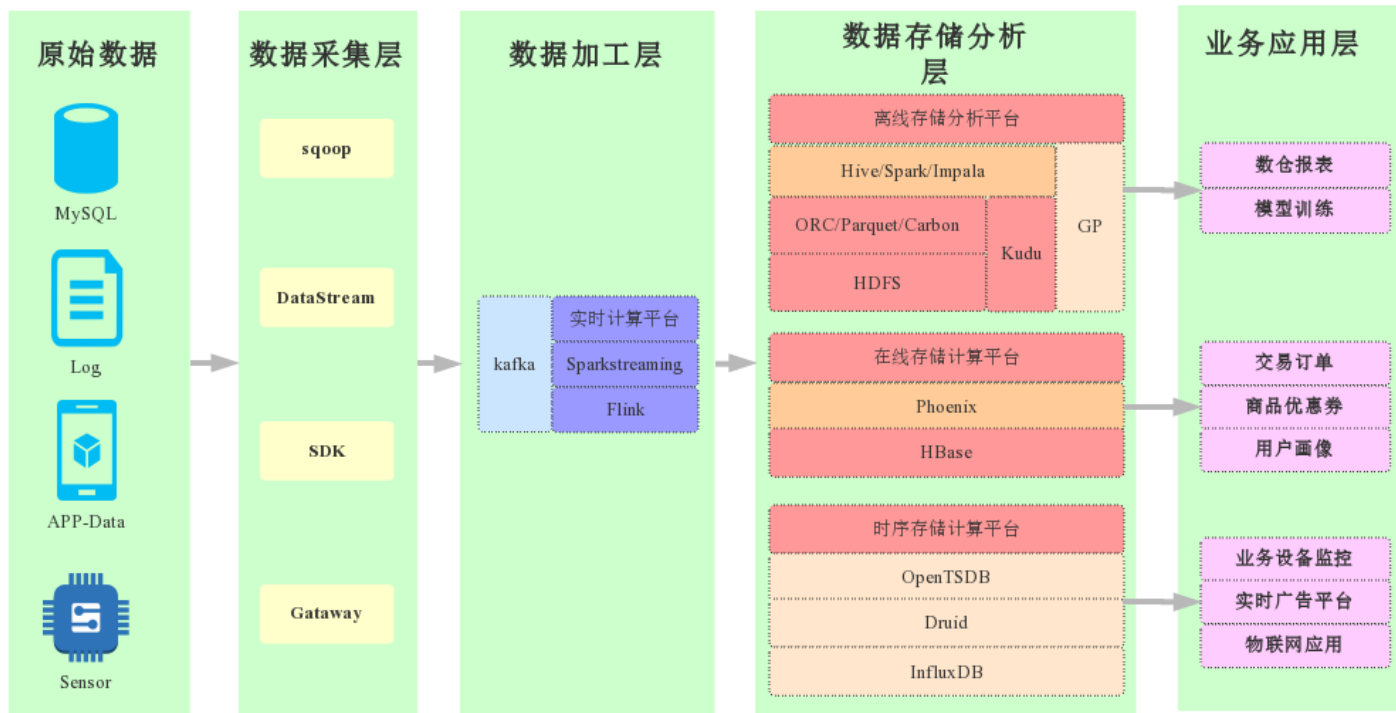 原始数据
MySQL
Log
APP-Data
Sensor
数据采集层
sqoop
DataStream
SDK
Gataway
数据加工层
kafka
实时计算平台
Sparkstreaming
Flink
数据存储分析
层
离线存储分析平台
Hive/Spark/Impala
ORC/Parquet/Carbon
HDFS
Kudu
GP
在线存储计算平台
Phoenix
HBase
时序存储计算平台
OpenTSDB
Druid
InfluxDB
业务应用层
数仓报表
模型训练
交易订单
商品优惠券
用户画像
业务设备监控
实时广告平台
物联网应用